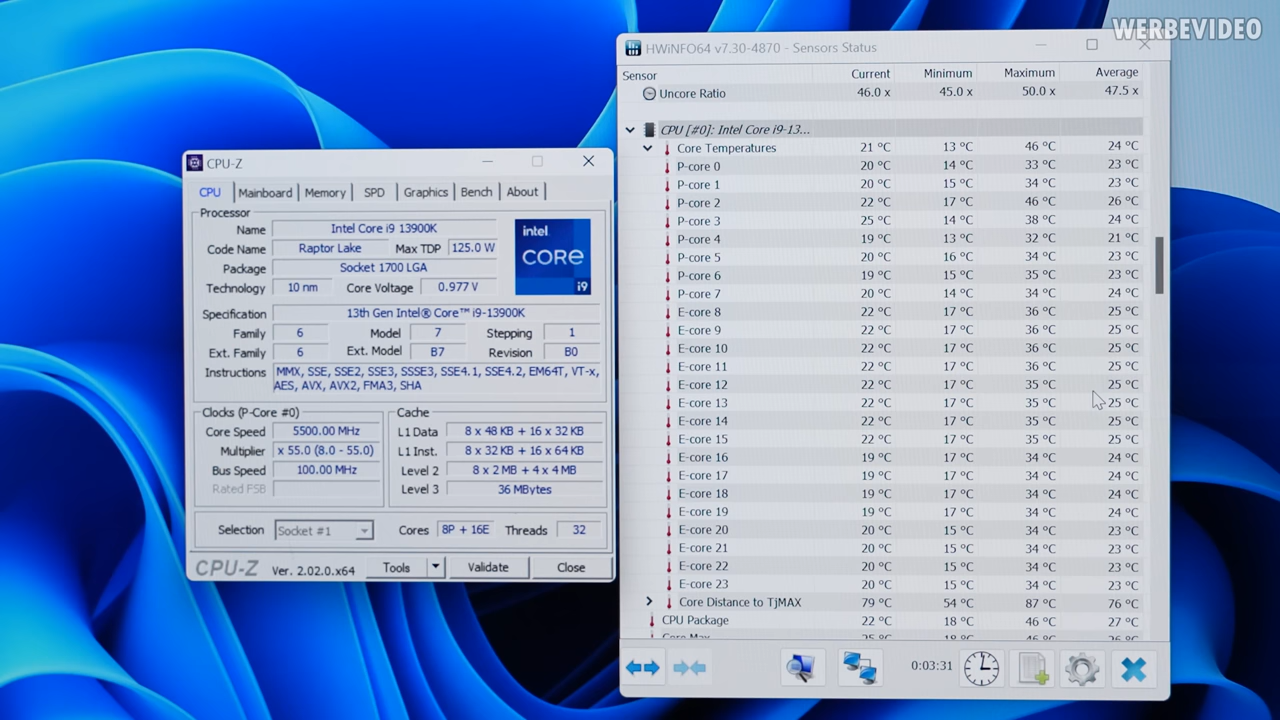 WERBEVIDEO
CPU-Z
CPU Mainboard Memory SPD Graphics Bench About
Processor
Name Intel Core i9 13900K
Code Name Raptor Lake Max TDP 125.0 W
Package Socket 1700 LGA
Technology 10 nm Core Voltage 0.977 V
intel
CORE
i9
Specification 13th Gen Intel® Core™ i9-13900K
Family 6 Model 7 Stepping 1
Ext. Family 6 Ext. Model B7 Revision B0
Instructions MMX, SSE, SSE2, SSE3, SSSE3, SSE4.1, SSE4.2, EM64T, VT-x,
AES, AVX, AVX2, FMA3, SHA
Clocks (P-Core #0)
Core Speed 5500.00 MHz
Multiplier x 55.0 (8.0 - 55.0)
Bus Speed 100.00 MHz
Rated FSB
Cache
L1 Data 8 x 48 KB + 16 x 32 KB
L1 Inst. 8 x 32 KB + 16 x 64 KB
Level 2 8 x 2 MB + 4 x 4 MB
Level 3 36 MBytes
Selection Socket #1 Cores 8P + 16E Threads 32
CPU-Z Ver. 2.02.0.x64 Tools Validate Close
HWiNFO64 v7.30-4870 - Sensors Status
Sensor Current Minimum Maximum Average
Uncore Ratio 46.0 x 45.0 x 50.0 x 47.5 x
CPU [#0]: Intel Core i9-13...
Core Temperatures 21 °C 13 °C 46 °C 24 °C
P-core 0 20 °C 14 °C 33 °C 23 °C
P-core 1 20 °C 15 °C 34 °C 23 °C
P-core 2 22 °C 17 °C 46 °C 26 °C
P-core 3 25 °C 14 °C 38 °C 24 °C
P-core 4 19 °C 13 °C 32 °C 21 °C
P-core 5 20 °C 16 °C 34 °C 23 °C
P-core 6 19 °C 15 °C 35 °C 23 °C
P-core 7 20 °C 14 °C 34 °C 24 °C
E-core 8 22 °C 17 °C 36 °C 25 °C
E-core 9 22 °C 17 °C 36 °C 25 °C
E-core 10 22 °C 17 °C 36 °C 25 °C
E-core 11 22 °C 17 °C 36 °C 25 °C
E-core 12 22 °C 17 °C 35 °C 25 °C
E-core 13 22 °C 17 °C 35 °C 25 °C
E-core 14 22 °C 17 °C 35 °C 25 °C
E-core 15 22 °C 17 °C 35 °C 25 °C
E-core 16 19 °C 17 °C 34 °C 24 °C
E-core 17 19 °C 17 °C 34 °C 24 °C
E-core 18 19 °C 17 °C 34 °C 24 °C
E-core 19 19 °C 17 °C 34 °C 24 °C
E-core 20 20 °C 15 °C 34 °C 23 °C
E-core 21 20 °C 15 °C 34 °C 23 °C
E-core 22 20 °C 15 °C 34 °C 23 °C
E-core 23 20 °C 15 °C 34 °C 23 °C
Core Distance to TjMAX 79 °C 54 °C 87 °C 76 °C
CPU Package 22 °C 18 °C 46 °C 27 °C
0:03:31